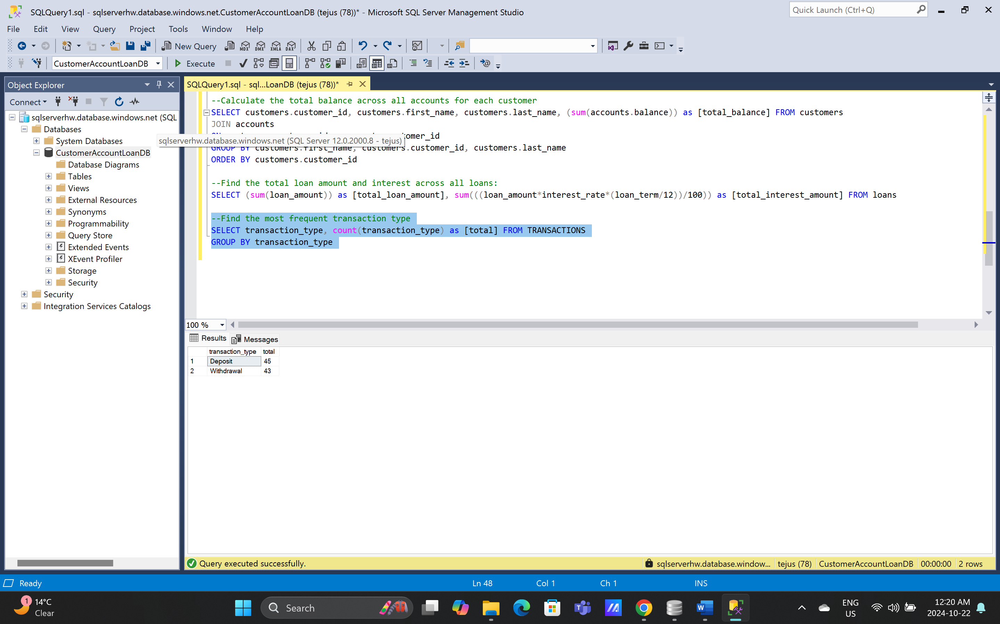 SQLQuery1.sql - sqlserverhw.database.windows.net.CustomerAccountLoanDB (tejus (78))* - Microsoft SQL Server Management Studio
Quick Launch (Ctrl+Q)
File Edit View Query Project Tools Window Help
New Query MDX DMX XMLA DAX
CustomerAccountLoanDB Execute
Object Explorer
Connect
sqlserverhw.database.windows.net (SQL
Databases
System Databases
CustomerAccountLoanDB
Database Diagrams
Tables
Views
External Resources
Synonyms
Programmability
Query Store
Extended Events
XEvent Profiler
Storage
Security
Security
Integration Services Catalogs
SQLQuery1.sql - sql...LoanDB (tejus (78))*
--Calculate the total balance across all accounts for each customer
SELECT customers.customer_id, customers.first_name, customers.last_name, (sum(accounts.balance)) as [total_balance] FROM customers
JOIN accounts
tomer_id
sqlserverhw.database.windows.net (SQL Server 12.0.2000.8 - tejus)
GROUP BY customers.first_name, customers.customer_id, customers.last_name
ORDER BY customers.customer_id
--Find the total loan amount and interest across all loans:
SELECT (sum(loan_amount)) as [total_loan_amount], sum(((loan_amount*interest_rate*(loan_term/12))/100)) as [total_interest_amount] FROM loans
--Find the most frequent transaction type
SELECT transaction_type, count(transaction_type) as [total] FROM TRANSACTIONS
GROUP BY transaction_type
100 %
Results Messages
transaction_type total
1 Deposit 45
2 Withdrawal 43
Query executed successfully.
sqlserverhw.database.window... tejus (78) CustomerAccountLoanDB 00:00:00 2 rows
Ready Ln 48 Col 1 Ch 1 INS
1 14°C
Clear
Search
ENG
US
12:20 AM
2024-10-22